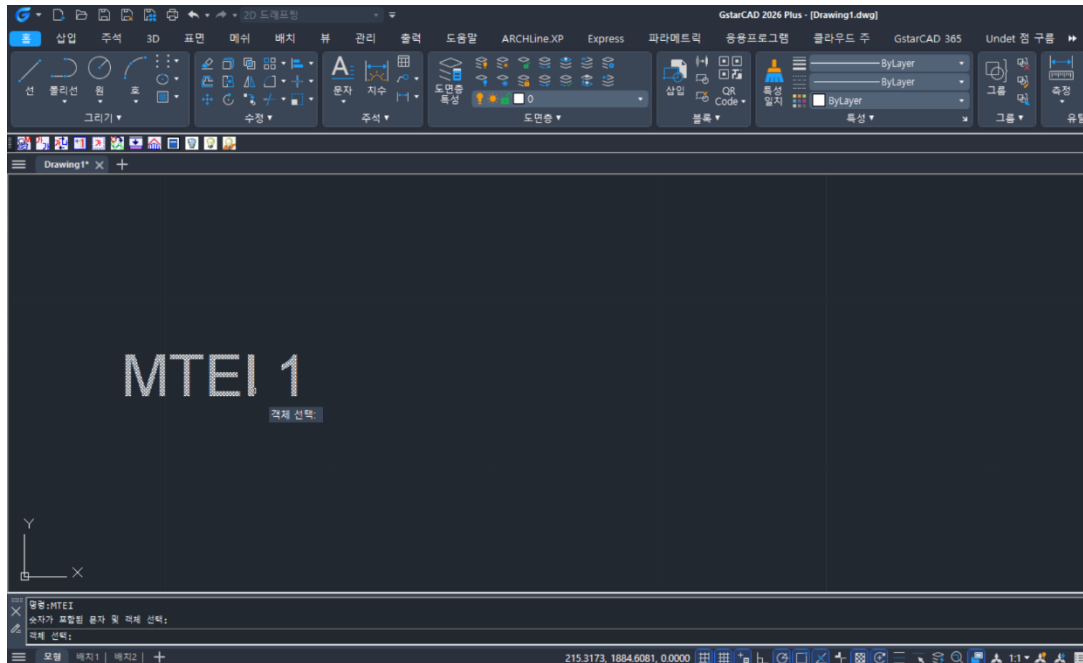 2D 드래프팅
GstarCAD 2026 Plus - [Drawing1.dwg]
홈 삽입 주석 3D 표면 메쉬 배치 뷰 관리 출력 도움말 ARCHLine.XP Express 파라메트릭 응용프로그램 클라우드 주 GstarCAD 365 Undet 점 구름
선 폴리선 원 호
그리기
수정
문자 치수
주석
도면층 특성
0
도면층
삽입
QR Code
블록
특성 일치
ByLayer
ByLayer
ByLayer
특성
그룹
그룹
측정
유틸
Drawing1*
MTEI 1
객체 선택:
Y
X
명령:MTEI
숫자가 포함된 문자 및 객체 선택:
객체 선택:
모형 배치1 배치2
215.3173, 1884.6081, 0.0000
1:1